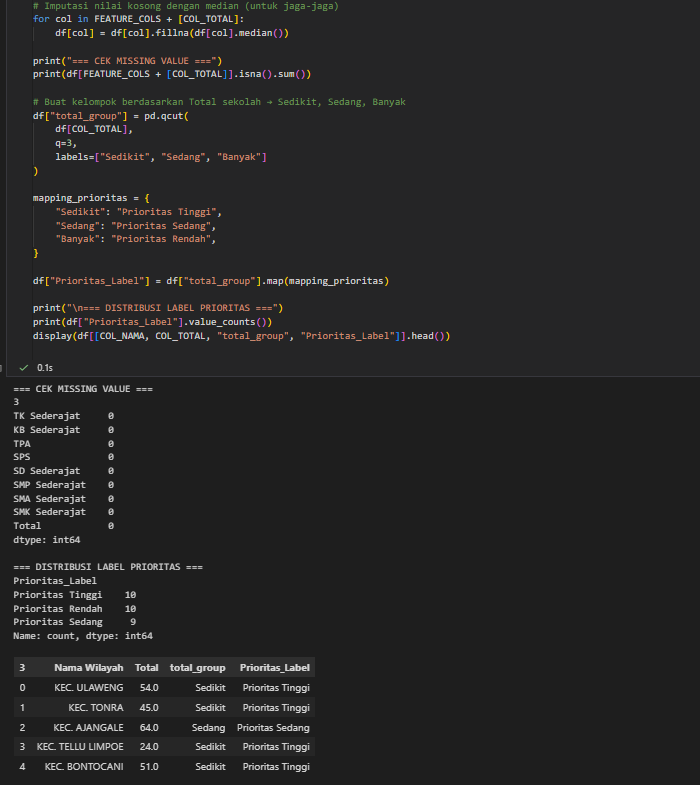 # Imputasi nilai kosong dengan median (untuk jaga-jaga)
for col in FEATURE_COLS + [COL_TOTAL]:
    df[col] = df[col].fillna(df[col].median())

print("=== CEK MISSING VALUE ===")
print(df[FEATURE_COLS + [COL_TOTAL]].isna().sum())

# Buat kelompok berdasarkan Total sekolah → Sedikit, Sedang, Banyak
df["total_group"] = pd.qcut(
    df[COL_TOTAL],
    q=3,
    labels=["Sedikit", "Sedang", "Banyak"]
)

mapping_prioritas = {
    "Sedikit": "Prioritas Tinggi",
    "Sedang": "Prioritas Sedang",
    "Banyak": "Prioritas Rendah",
}

df["Prioritas_Label"] = df["total_group"].map(mapping_prioritas)

print("\n=== DISTRIBUSI LABEL PRIORITAS ===")
print(df["Prioritas_Label"].value_counts())
display(df[[COL_NAMA, COL_TOTAL, "total_group", "Prioritas_Label"]].head())

✓ 0.1s
=== CEK MISSING VALUE ===
3
TK Sederajat     0
KB Sederajat     0
TPA              0
SPS              0
SD Sederajat     0
SMP Sederajat    0
SMA Sederajat    0
SMK Sederajat    0
Total            0
dtype: int64

=== DISTRIBUSI LABEL PRIORITAS ===
Prioritas_Label
Prioritas Tinggi    10
Prioritas Rendah    10
Prioritas Sedang     9
Name: count, dtype: int64

3 Nama Wilayah Total total_group Prioritas_Label
0 KEC. ULAWENG 54.0 Sedikit Prioritas Tinggi
1 KEC. TONRA 45.0 Sedikit Prioritas Tinggi
2 KEC. AJANGALE 64.0 Sedang Prioritas Sedang
3 KEC. TELLU LIMPOE 24.0 Sedikit Prioritas Tinggi
4 KEC. BONTOCANI 51.0 Sedikit Prioritas Tinggi